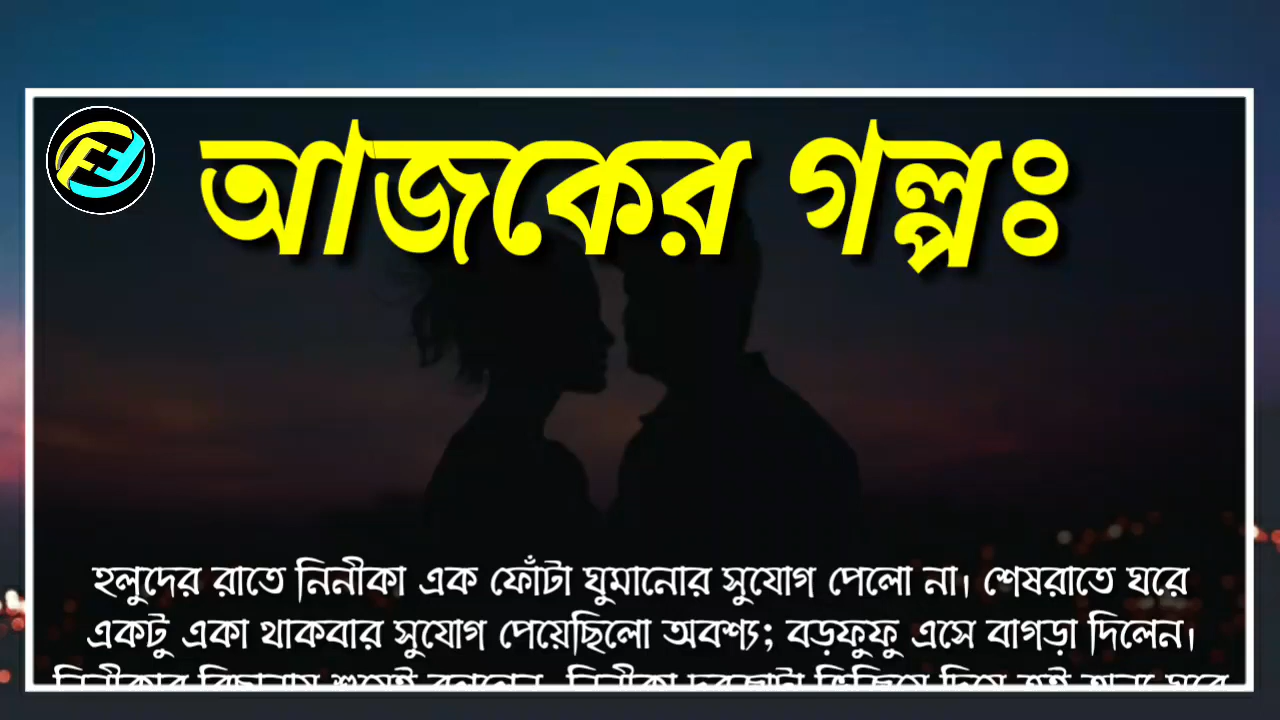 আজকের গল্পঃ
হলুদের রাতে নিনীকা এক ফোঁটা ঘুমানোর সুযোগ পেলো না। শেষরাতে ঘরে
একটু একা থাকবার সুযোগ পেয়েছিলো অবশ্য; বড়ফুফু এসে বাগড়া দিলেন।